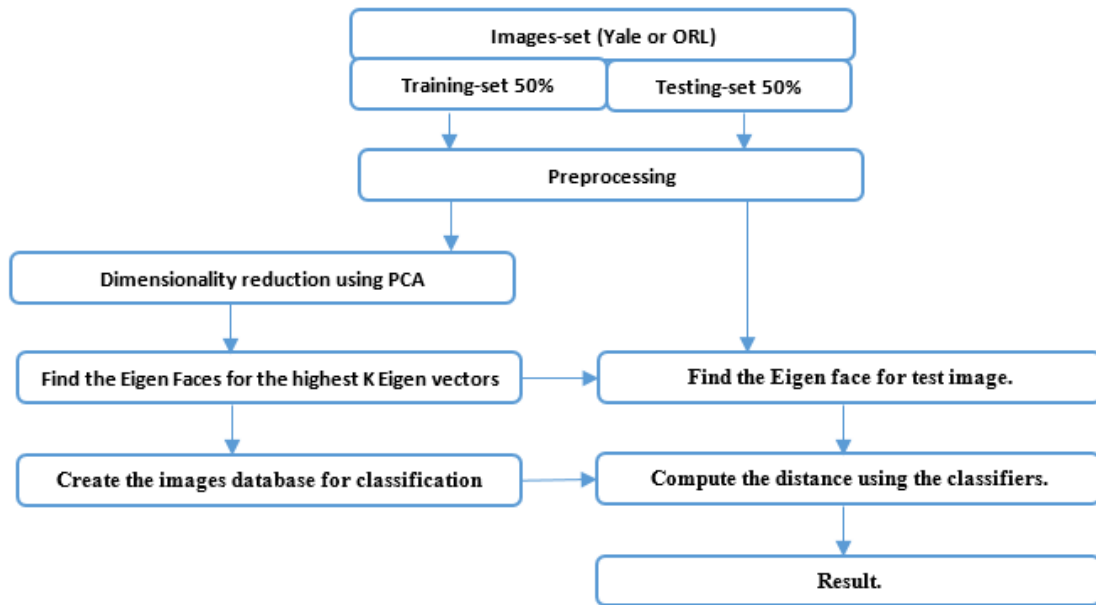 Images-set (Yale or ORL)
Training-set 50%
Testing-set 50%
Preprocessing
Dimensionality reduction using PCA
Find the Eigen Faces for the highest K Eigen vectors
Find the Eigen face for test image.
Create the images database for classification
Compute the distance using the classifiers.
Result.